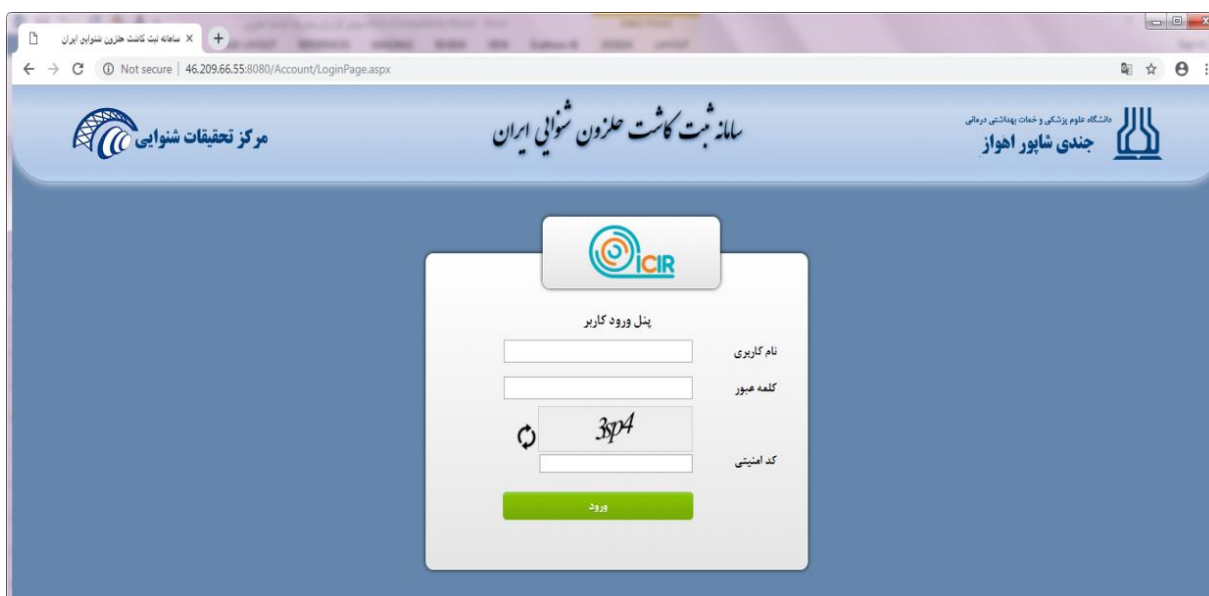 سامانه ثبت کاشت حلزون شنوایی ایران
Not secure | 46.209.66.55:8080/Account/LoginPage.aspx
دانشگاه علوم پزشکی و خدمات بهداشتی درمانی
جندی شاپور اهواز
سامانه ثبت کاشت حلزون شنوایی ایران
مرکز تحقیقات شنوایی
iCIR
پنل ورود کاربر
نام کاربری
کلمه عبور
3sp4
کد امنیتی
ورود